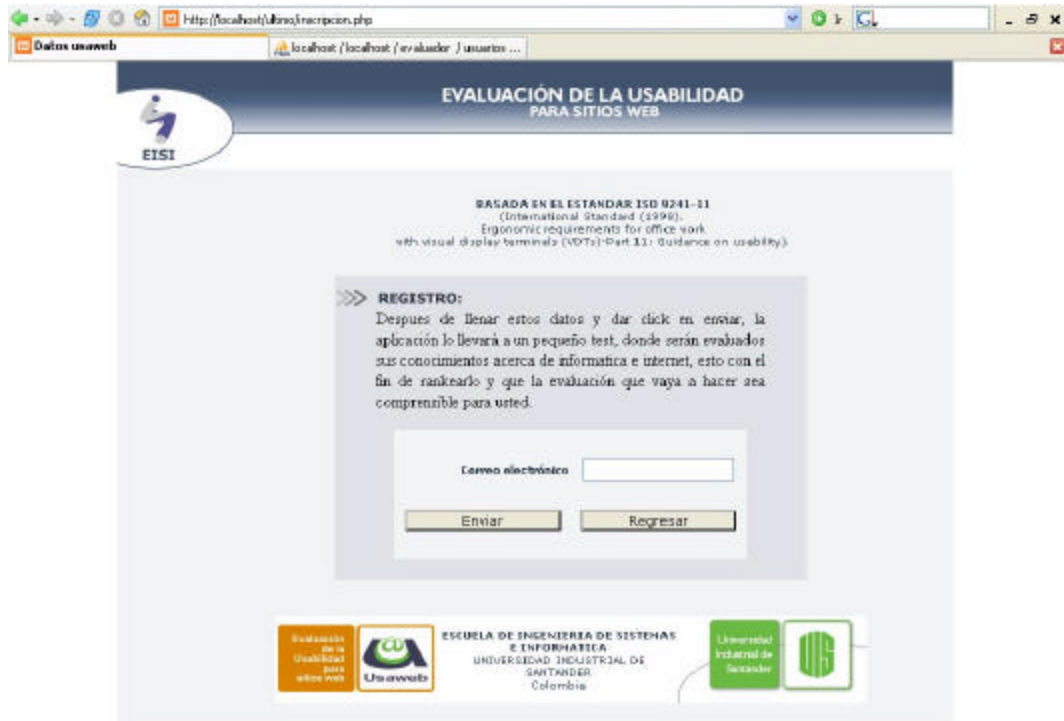 http://localhost/ultimo/inscripcion.php
Datos usaweb
localhost / localhost / evaluador / usuarios ...
EVALUACIÓN DE LA USABILIDAD
PARA SITIOS WEB
EISI
BASADA EN EL ESTANDAR ISO 9241-11
(International Standard (1998).
Ergonomic requirements for office work
with visual display terminals (VDTs)-Part 11: Guidance on usability)
REGISTRO:
Despues de llenar estos datos y dar click en enviar, la
aplicación lo llevará a un pequeño test, donde serán evaluados
sus conocimientos acerca de informatica e internet, esto con el
fin de rankearlo y que la evaluación que vaya a hacer sea
comprensible para usted.
Correo electrónico
Enviar Regresar
Evaluación
de la
Usabilidad
para
sitios web
Usaweb
ESCUELA DE INGENIERIA DE SISTEMAS
E INFORMATICA
UNIVERSIDAD INDUSTRIAL DE
SANTANDER
Colombia
Universidad
Industrial de
Santander